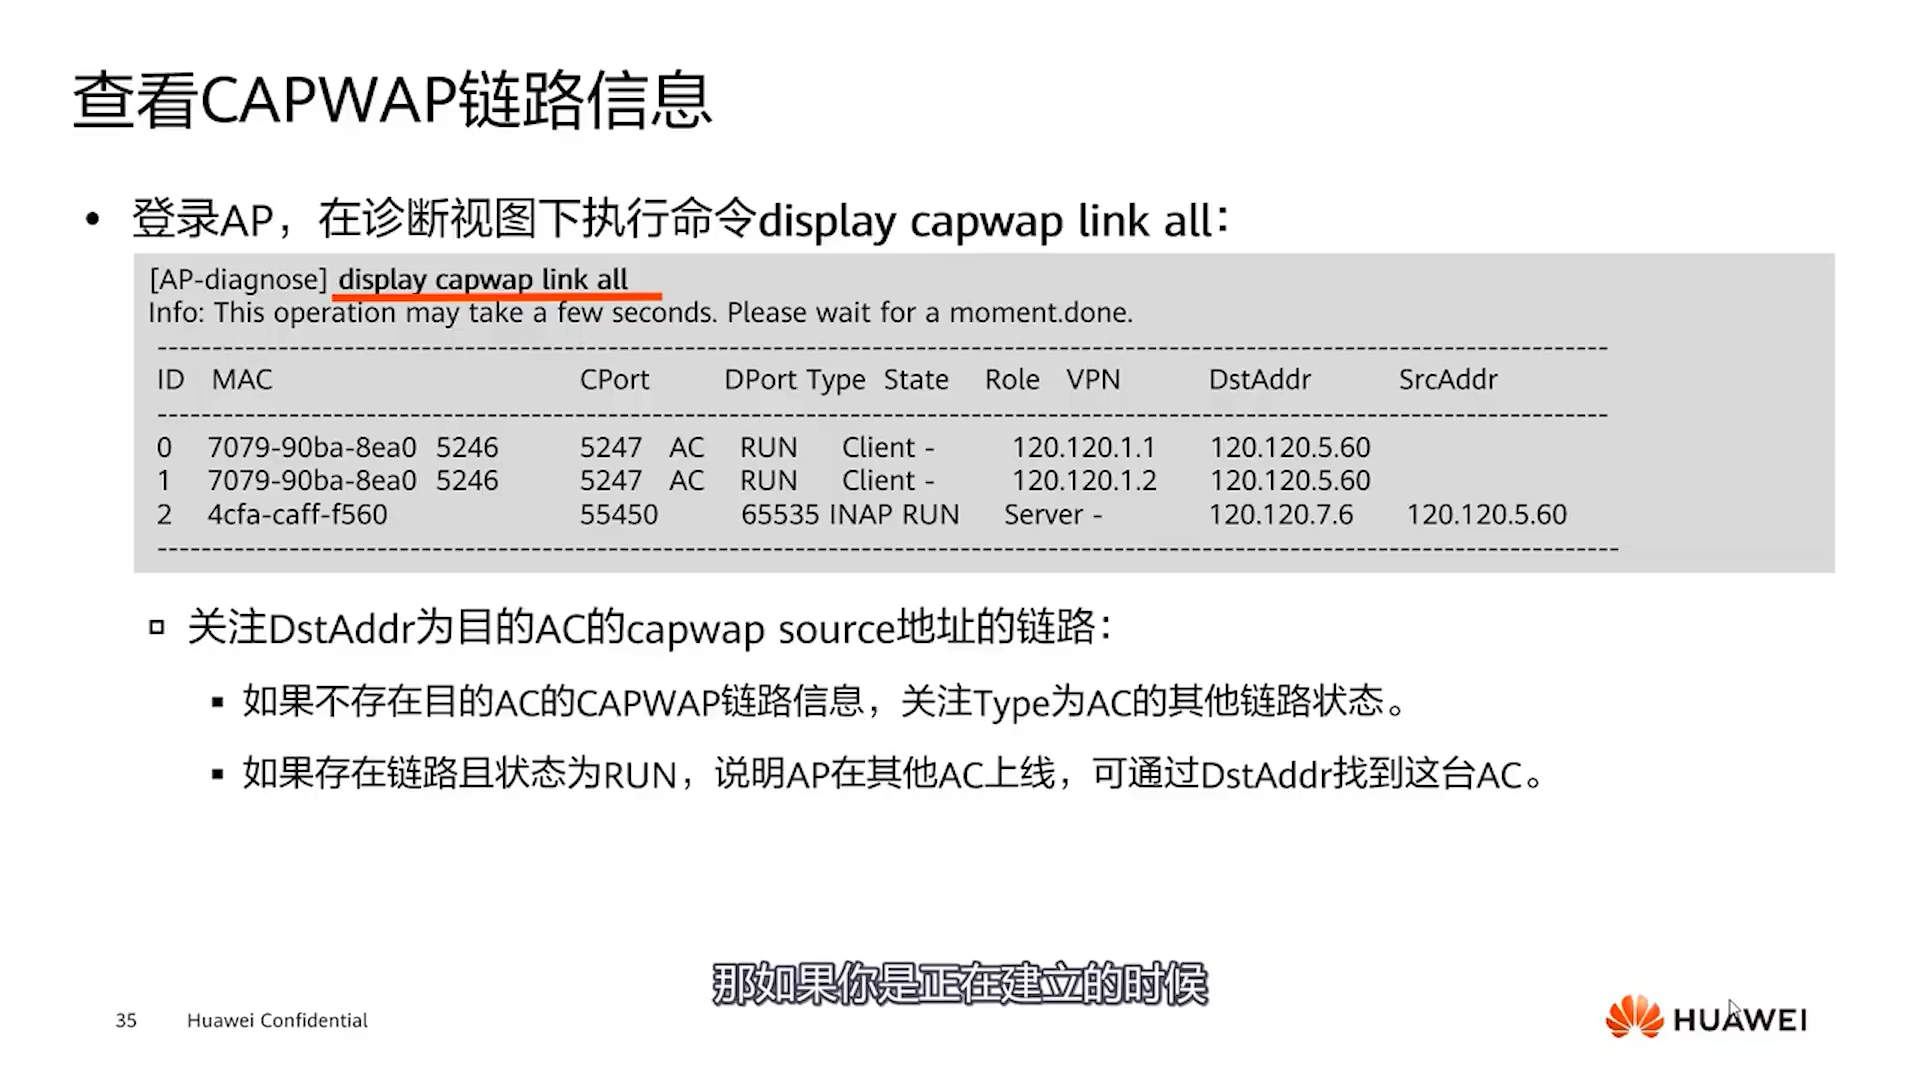 查看CAPWAP链路信息
• 登录AP，在诊断视图下执行命令display capwap link all：
[AP-diagnose] display capwap link all
Info: This operation may take a few seconds. Please wait for a moment.done.
--------------------------------------------------------------------------------
ID MAC CPort DPort Type State Role VPN DstAddr SrcAddr
--------------------------------------------------------------------------------
0 7079-90ba-8ea0 5246 5247 AC RUN Client - 120.120.1.1 120.120.5.60
1 7079-90ba-8ea0 5246 5247 AC RUN Client - 120.120.1.2 120.120.5.60
2 4cfa-caff-f560 55450 65535 INAP RUN Server - 120.120.7.6 120.120.5.60
--------------------------------------------------------------------------------
关注DstAddr为目的AC的capwap source地址的链路：
▪ 如果不存在目的AC的CAPWAP链路信息，关注Type为AC的其他链路状态。
▪ 如果存在链路且状态为RUN，说明AP在其他AC上线，可通过DstAddr找到这台AC。
那如果你是正在建立的时候
35 Huawei Confidential
HUAWEI